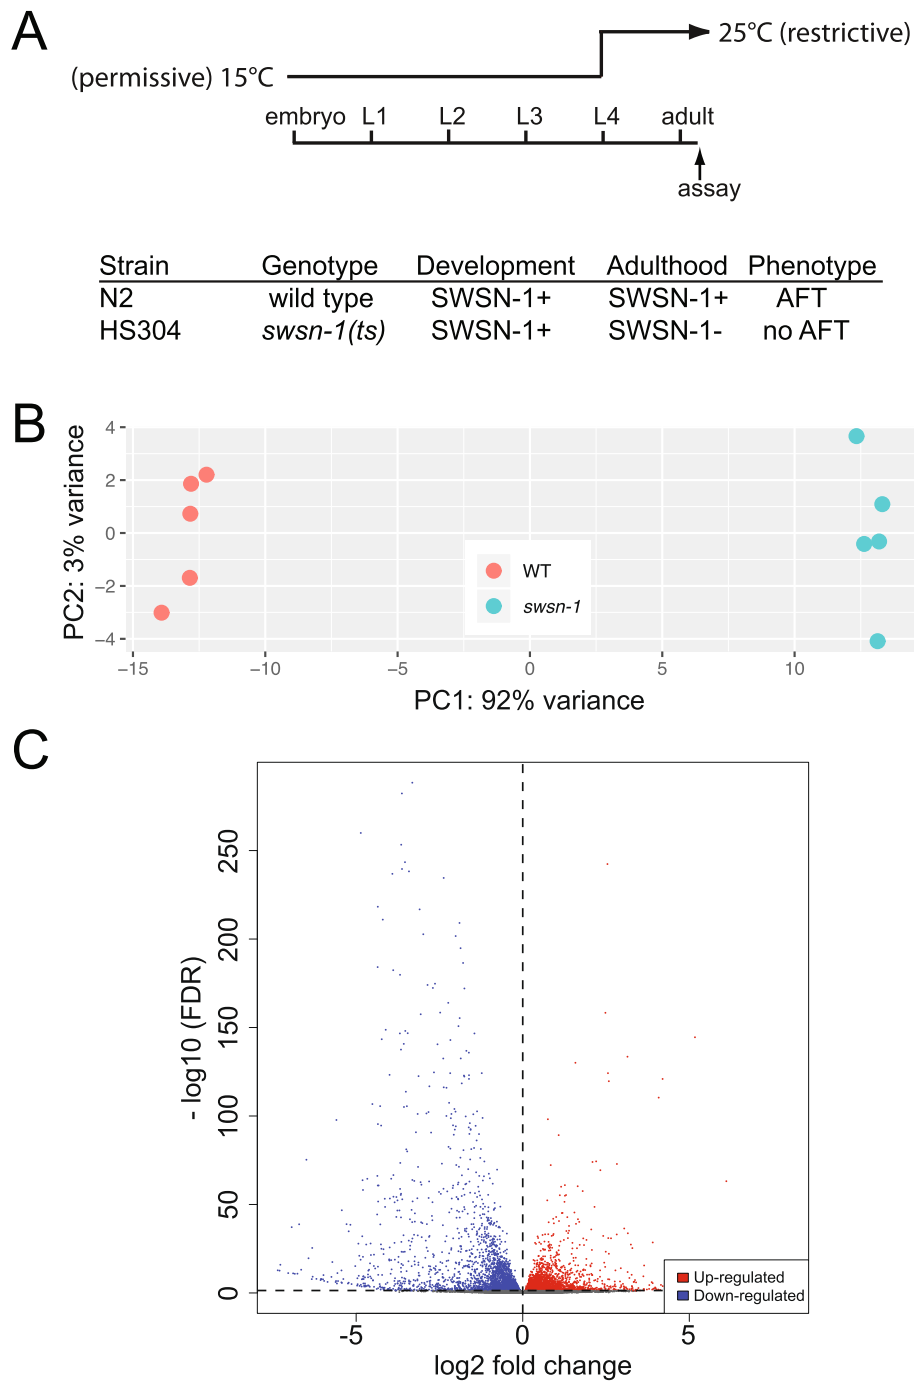 A
25°C (restrictive)
(permissive) 15°C
embryo L1 L2 L3 L4 adult
assay
Strain Genotype Development Adulthood Phenotype
N2 wild type SWSN-1+ SWSN-1+ AFT
HS304 swsn-1(ts) SWSN-1+ SWSN-1- no AFT
B
PC2: 3% variance
4
2
0
−2
−4
WT
swsn-1
−15 −10 −5 0 5 10
PC1: 92% variance
C
- log10 (FDR)
250
200
150
100
50
0
Up-regulated
Down-regulated
-5 0 5
log2 fold change